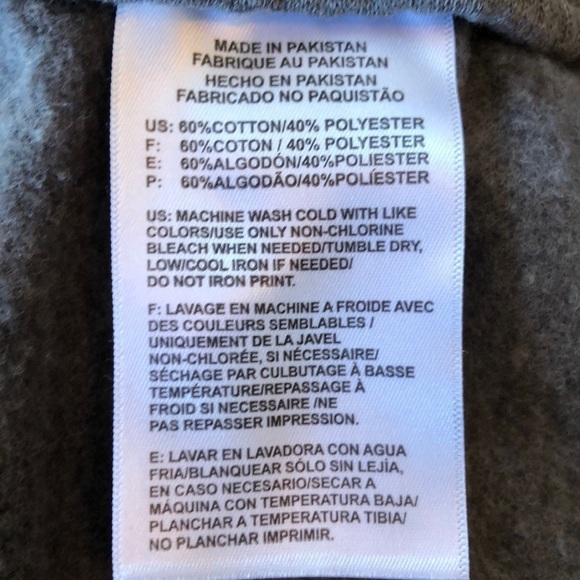 MADE IN PAKISTAN
FABRIQUE AU PAKISTAN
HECHO EN PAKISTAN
FABRICADO NO PAQUISTÃO
US: 60%COTTON/40% POLYESTER
F: 60%COTON / 40% POLYESTER
E: 60%ALGODÓN/40%POLIESTER
P: 60%ALGODÃO/40%POLÍESTER
US: MACHINE WASH COLD WITH LIKE
COLORS/USE ONLY NON-CHLORINE
BLEACH WHEN NEEDED/TUMBLE DRY,
LOW/COOL IRON IF NEEDED/
DO NOT IRON PRINT.
F: LAVAGE EN MACHINE A FROIDE AVEC
DES COULEURS SEMBLABLES /
UNIQUEMENT DE LA JAVEL
NON-CHLORÉE, SI NÉCESSAIRE/
SÉCHAGE PAR CULBUTAGE À BASSE
TEMPÉRATURE/REPASSAGE À
FROID SI NECESSAIRE /NE
PAS REPASSER IMPRESSION.
E: LAVAR EN LAVADORA CON AGUA
FRIA/BLANQUEAR SÓLO SIN LEJÍA,
EN CASO NECESARIO/SECAR A
MÁQUINA CON TEMPERATURA BAJA/
PLANCHAR A TEMPERATURA TIBIA/
NO PLANCHAR IMPRIMIR.